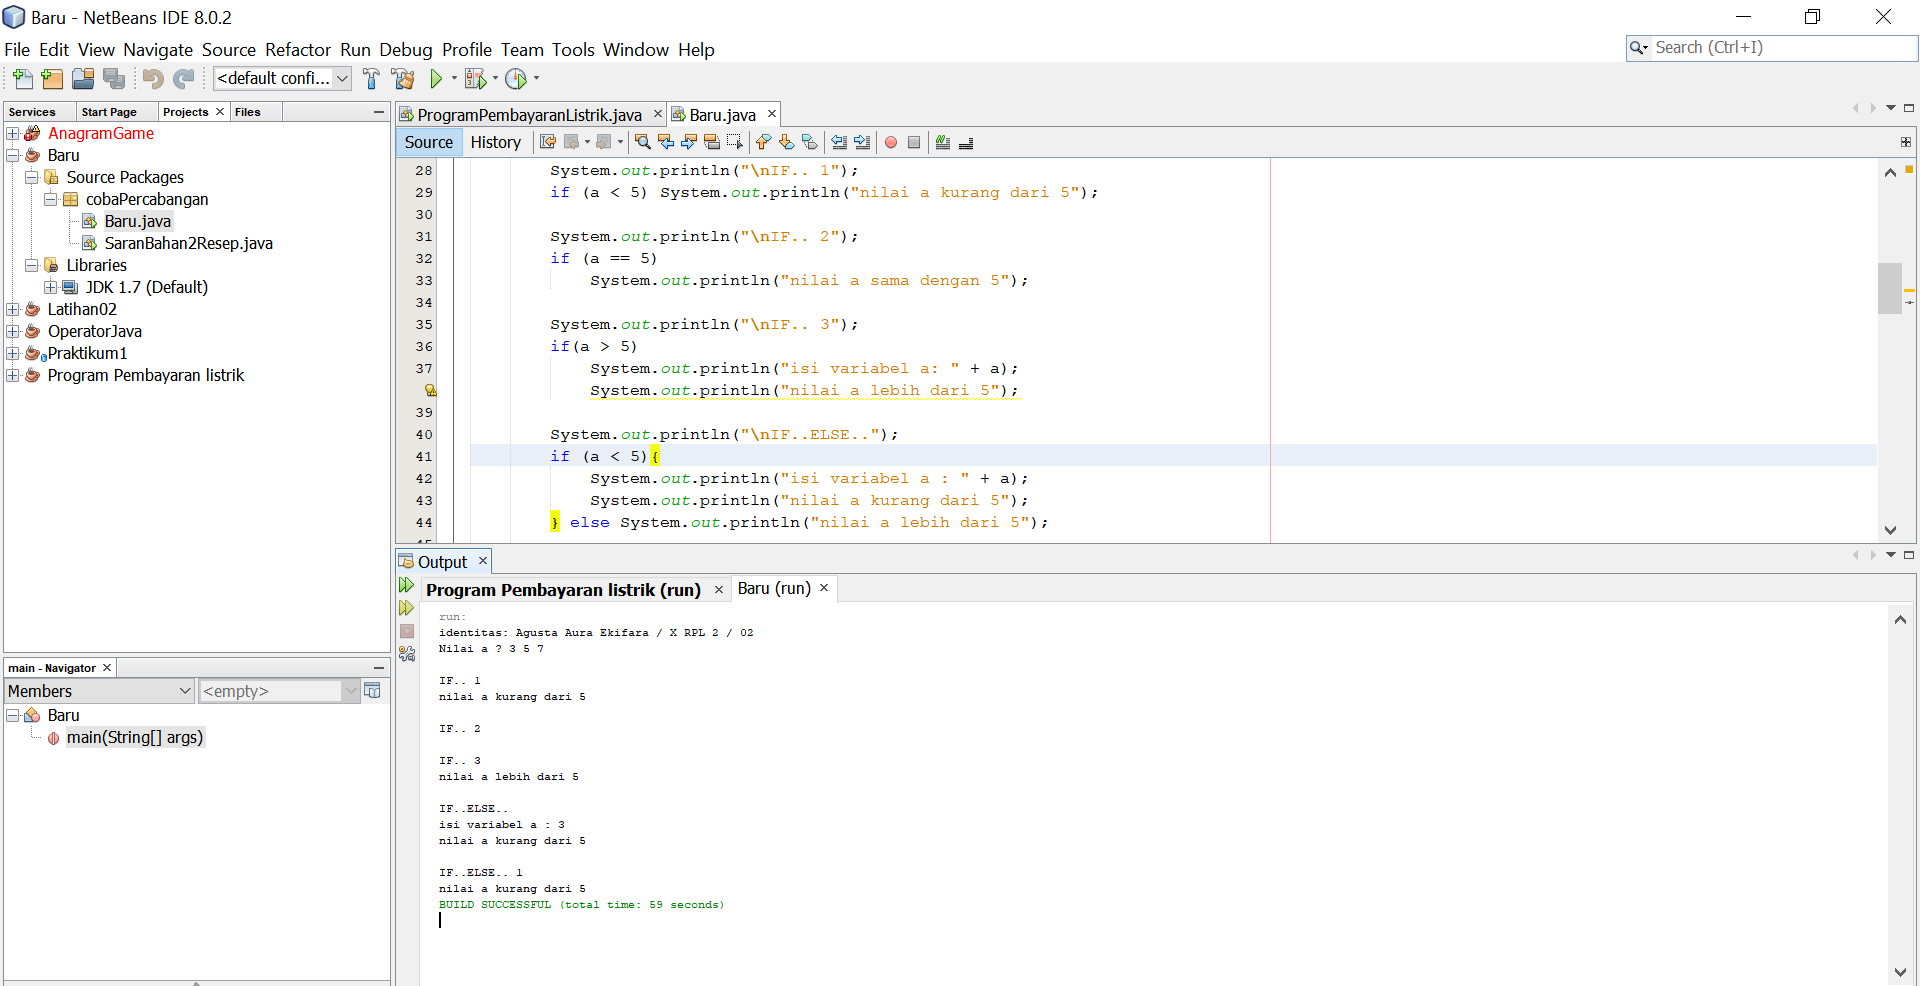 Baru - NetBeans IDE 8.0.2
File Edit View Navigate Source Refactor Run Debug Profile Team Tools Window Help
Search (Ctrl+I)
<default confi...
Services Start Page Projects Files
AnagramGame
Baru
Source Packages
cobaPercabangan
Baru.java
SaranBahan2Resep.java
Libraries
JDK 1.7 (Default)
Latihan02
OperatorJava
Praktikum1
Program Pembayaran listrik
main - Navigator
Members <empty>
Baru
main(String[] args)
ProgramPembayaranListrik.java Baru.java
Source History
28 System.out.println("\nIF.. 1");
29 if (a < 5) System.out.println("nilai a kurang dari 5");
30
31 System.out.println("\nIF.. 2");
32 if (a == 5)
33 System.out.println("nilai a sama dengan 5");
34
35 System.out.println("\nIF.. 3");
36 if(a > 5)
37 System.out.println("isi variabel a: " + a);
System.out.println("nilai a lebih dari 5");
39
40 System.out.println("\nIF..ELSE..");
41 if (a < 5){
42 System.out.println("isi variabel a : " + a);
43 System.out.println("nilai a kurang dari 5");
44 } else System.out.println("nilai a lebih dari 5");
Output
Program Pembayaran listrik (run) Baru (run)
run:
identitas: Agusta Aura Ekifara / X RPL 2 / 02
Nilai a ? 3 5 7
IF.. 1
nilai a kurang dari 5
IF.. 2
IF.. 3
nilai a lebih dari 5
IF..ELSE..
isi variabel a : 3
nilai a kurang dari 5
IF..ELSE.. 1
nilai a kurang dari 5
BUILD SUCCESSFUL (total time: 59 seconds)